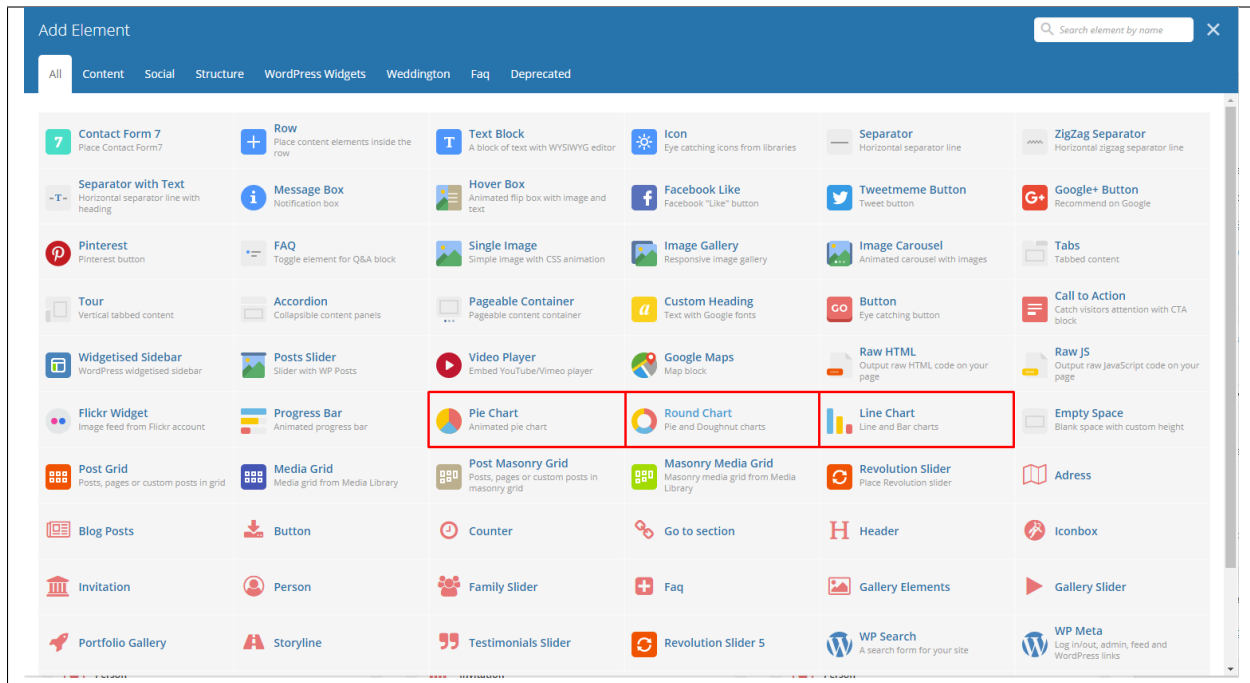 Add Element
Search element by name
All Content Social Structure WordPress Widgets Weddington Faq Deprecated
7
Contact Form 7
Place Contact Form7
Row
Place content elements inside the
row
T
Text Block
A block of text with WYSIWYG editor
Icon
Eye catching icons from libraries
Separator
Horizontal separator line
ZigZag Separator
Horizontal zigzag separator line
-T-
Separator with Text
Horizontal separator line with
heading
i
Message Box
Notification box
Hover Box
Animated flip box with image and
text
f
Facebook Like
Facebook "Like" button
Tweetmeme Button
Tweet button
G+
Google+ Button
Recommend on Google
Pinterest
Pinterest button
FAQ
Toggle element for Q&A block
Single Image
Simple image with CSS animation
Image Gallery
Responsive image gallery
Image Carousel
Animated carousel with images
Tabs
Tabbed content
Tour
Vertical tabbed content
Accordion
Collapsible content panels
Pageable Container
Pageable content container
a
Custom Heading
Text with Google fonts
GO
Button
Eye catching button
Call to Action
Catch visitors attention with CTA
block
Widgetised Sidebar
WordPress widgetised sidebar
Posts Slider
Slider with WP Posts
Video Player
Embed YouTube/Vimeo player
Google Maps
Map block
Raw HTML
Output raw HTML code on your
page
Raw JS
Output raw JavaScript code on your
page
Flickr Widget
Image feed from Flickr account
Progress Bar
Animated progress bar
Pie Chart
Animated pie chart
Round Chart
Pie and Doughnut charts
Line Chart
Line and Bar charts
Empty Space
Blank space with custom height
Post Grid
Posts, pages or custom posts in grid
Media Grid
Media grid from Media Library
Post Masonry Grid
Posts, pages or custom posts in
masonry grid
Masonry Media Grid
Masonry media grid from Media
Library
Revolution Slider
Place Revolution slider
Adress
Blog Posts
Button
Counter
Go to section
H
Header
Iconbox
Invitation
Person
Family Slider
Faq
Gallery Elements
Gallery Slider
Portfolio Gallery
Storyline
Testimonials Slider
Revolution Slider 5
WP Search
A search form for your site
WP Meta
Log in/out, admin, feed and
WordPress links